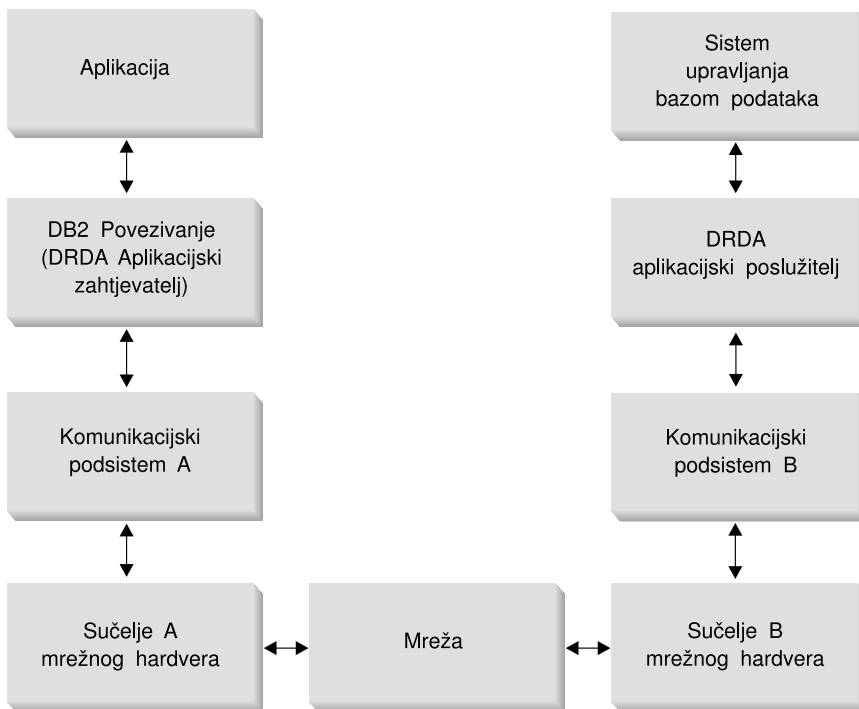 Aplikacija
Sistem
upravljanja
bazom podataka
DB2 Povezivanje
(DRDA Aplikacijski
zahtjevatelj)
DRDA
aplikacijski poslužitelj
Komunikacijski
podsistem A
Komunikacijski
podsistem B
Sučelje A
mrežnog hardvera
Mreža
Sučelje B
mrežnog hardvera